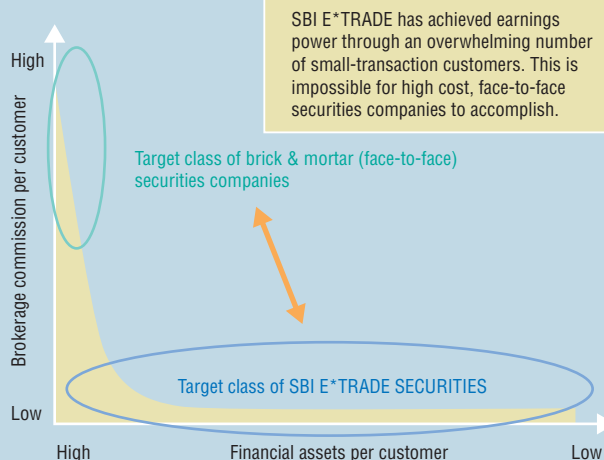 SBI E*TRADE has achieved earnings
power through an overwhelming number
of small-transaction customers. This is
impossible for high cost, face-to-face
securities companies to accomplish.
High
Brokerage commission per customer
Target class of brick & mortar (face-to-face)
securities companies
Target class of SBI E*TRADE SECURITIES
Low
High
Financial assets per customer
Low